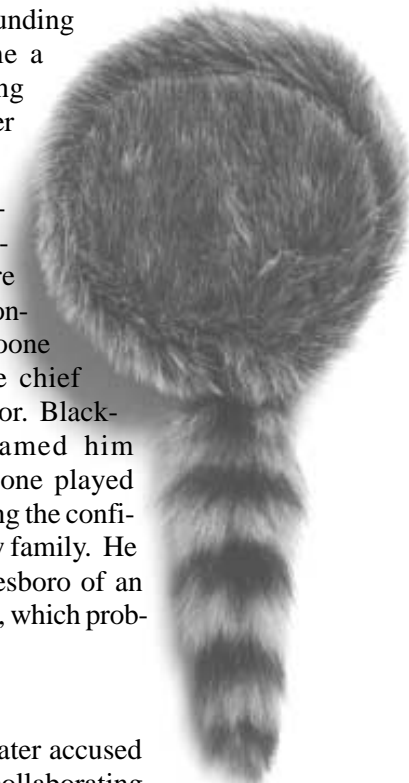 unding
ne a
ng
er
-
-
re
on-
oone
e chief
or. Black-
amed him
one played
ng the confi-
y family. He
esboro of an
, which prob-
ater accused
ollaborating